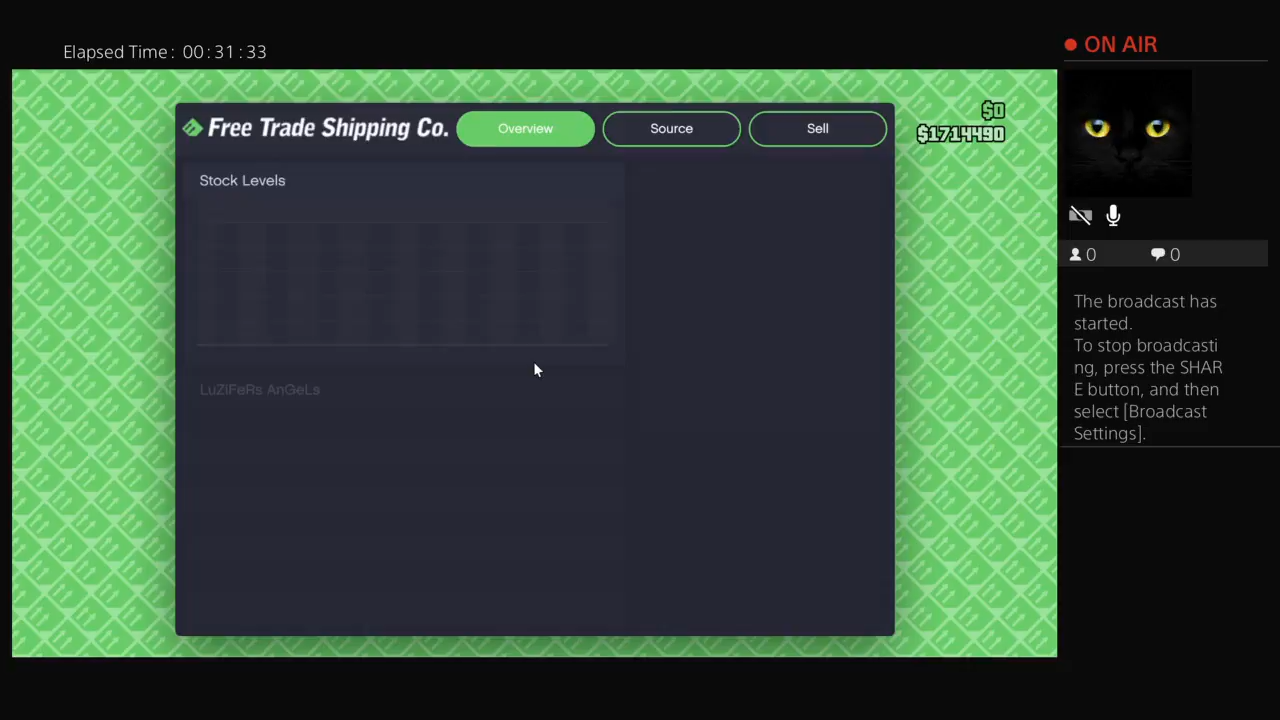 Elapsed Time: 00:31:33
ON AIR
Free Trade Shipping Co.
Overview
Source
Sell
$0
$1714490
Stock Levels
LuZiFeRs AnGeLs
0
0
The broadcast has
started.
To stop broadcasti
ng, press the SHAR
E button, and then
select [Broadcast
Settings].